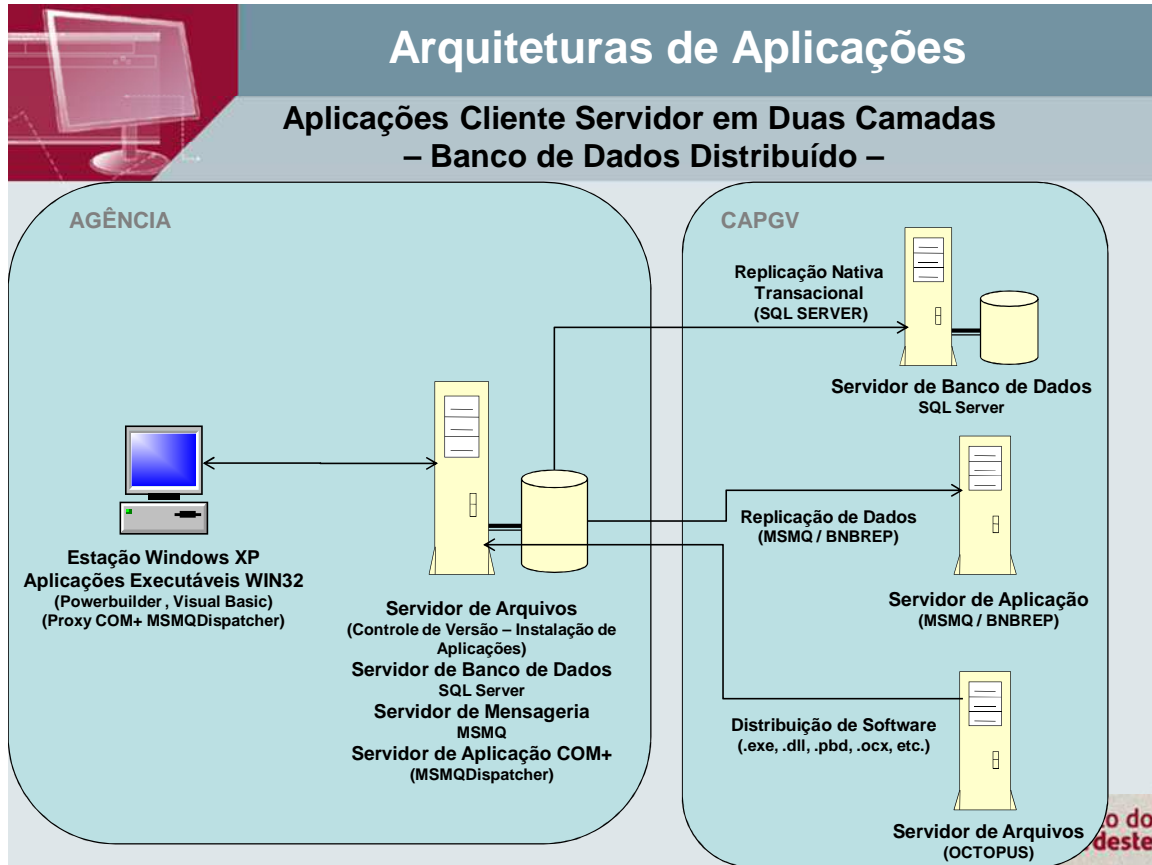 Arquiteturas de Aplicações
Aplicações Cliente Servidor em Duas Camadas
– Banco de Dados Distribuído –
AGÊNCIA
Estação Windows XP
Aplicações Executáveis WIN32
(Powerbuilder , Visual Basic)
(Proxy COM+ MSMQDispatcher)
Servidor de Arquivos
(Controle de Versão – Instalação de
Aplicações)
Servidor de Banco de Dados
SQL Server
Servidor de Mensageria
MSMQ
Servidor de Aplicação COM+
(MSMQDispatcher)
CAPGV
Replicação Nativa
Transacional
(SQL SERVER)
Servidor de Banco de Dados
SQL Server
Replicação de Dados
(MSMQ / BNBREP)
Servidor de Aplicação
(MSMQ / BNBREP)
Distribuição de Software
(.exe, .dll, .pbd, .ocx, etc.)
Servidor de Arquivos
(OCTOPUS)
o do
deste